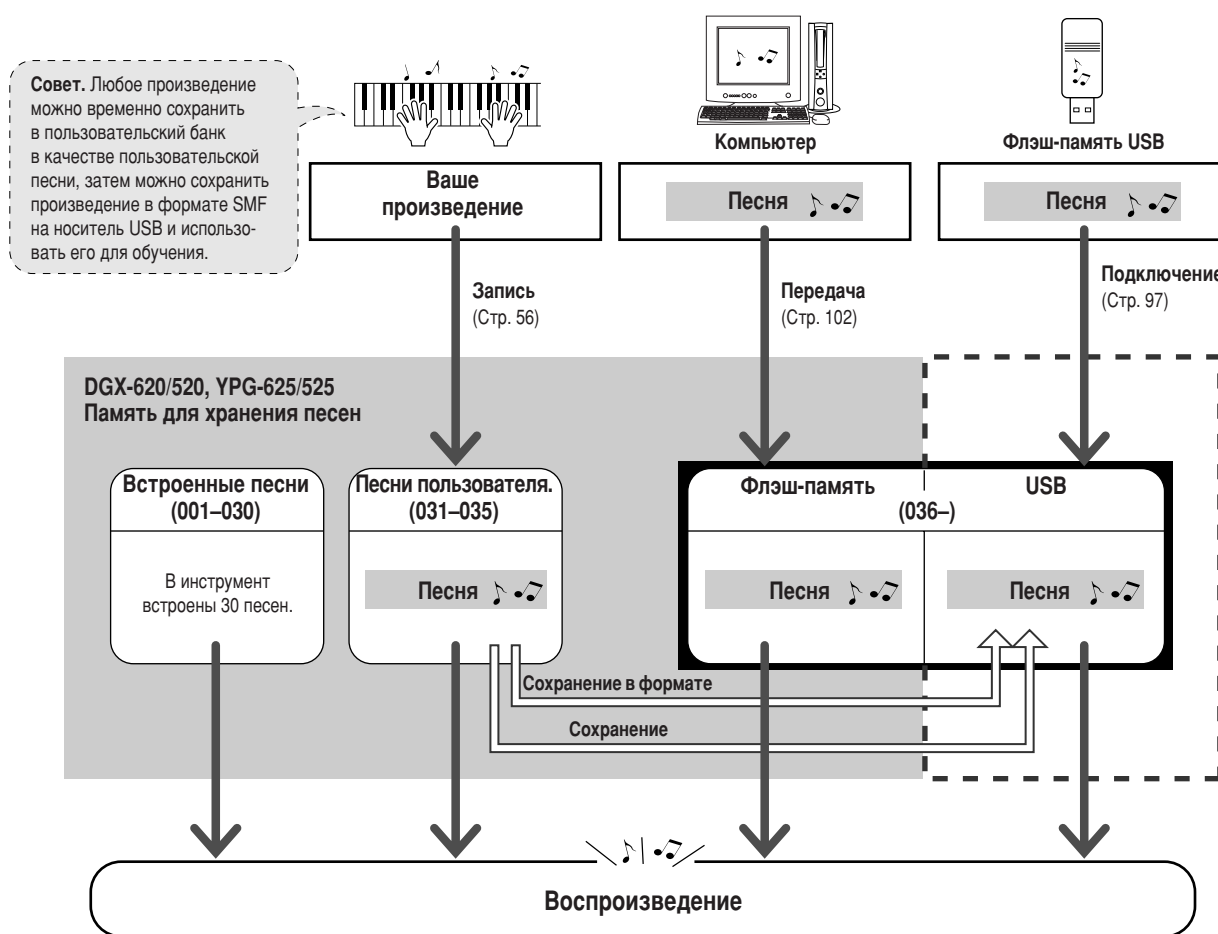 Совет. Любое произведение
можно временно сохранить
в пользовательский банк
в качестве пользовательской
песни, затем можно сохранить
произведение в формате SMF
на носитель USB и использо-
вать его для обучения.
Компьютер
Флэш-память USB
Ваше
произведение
Песня
Песня
Запись
(Стр. 56)
Передача
(Стр. 102)
Подключение
(Стр. 97)
DGX-620/520, YPG-625/525
Память для хранения песен
Встроенные песни
(001–030)
Песни пользователя.
(031–035)
Флэш-память
USB
(036–)
В инструмент
встроены 30 песен.
Песня
Песня
Песня
Сохранение в формате
Сохранение
Воспроизведение